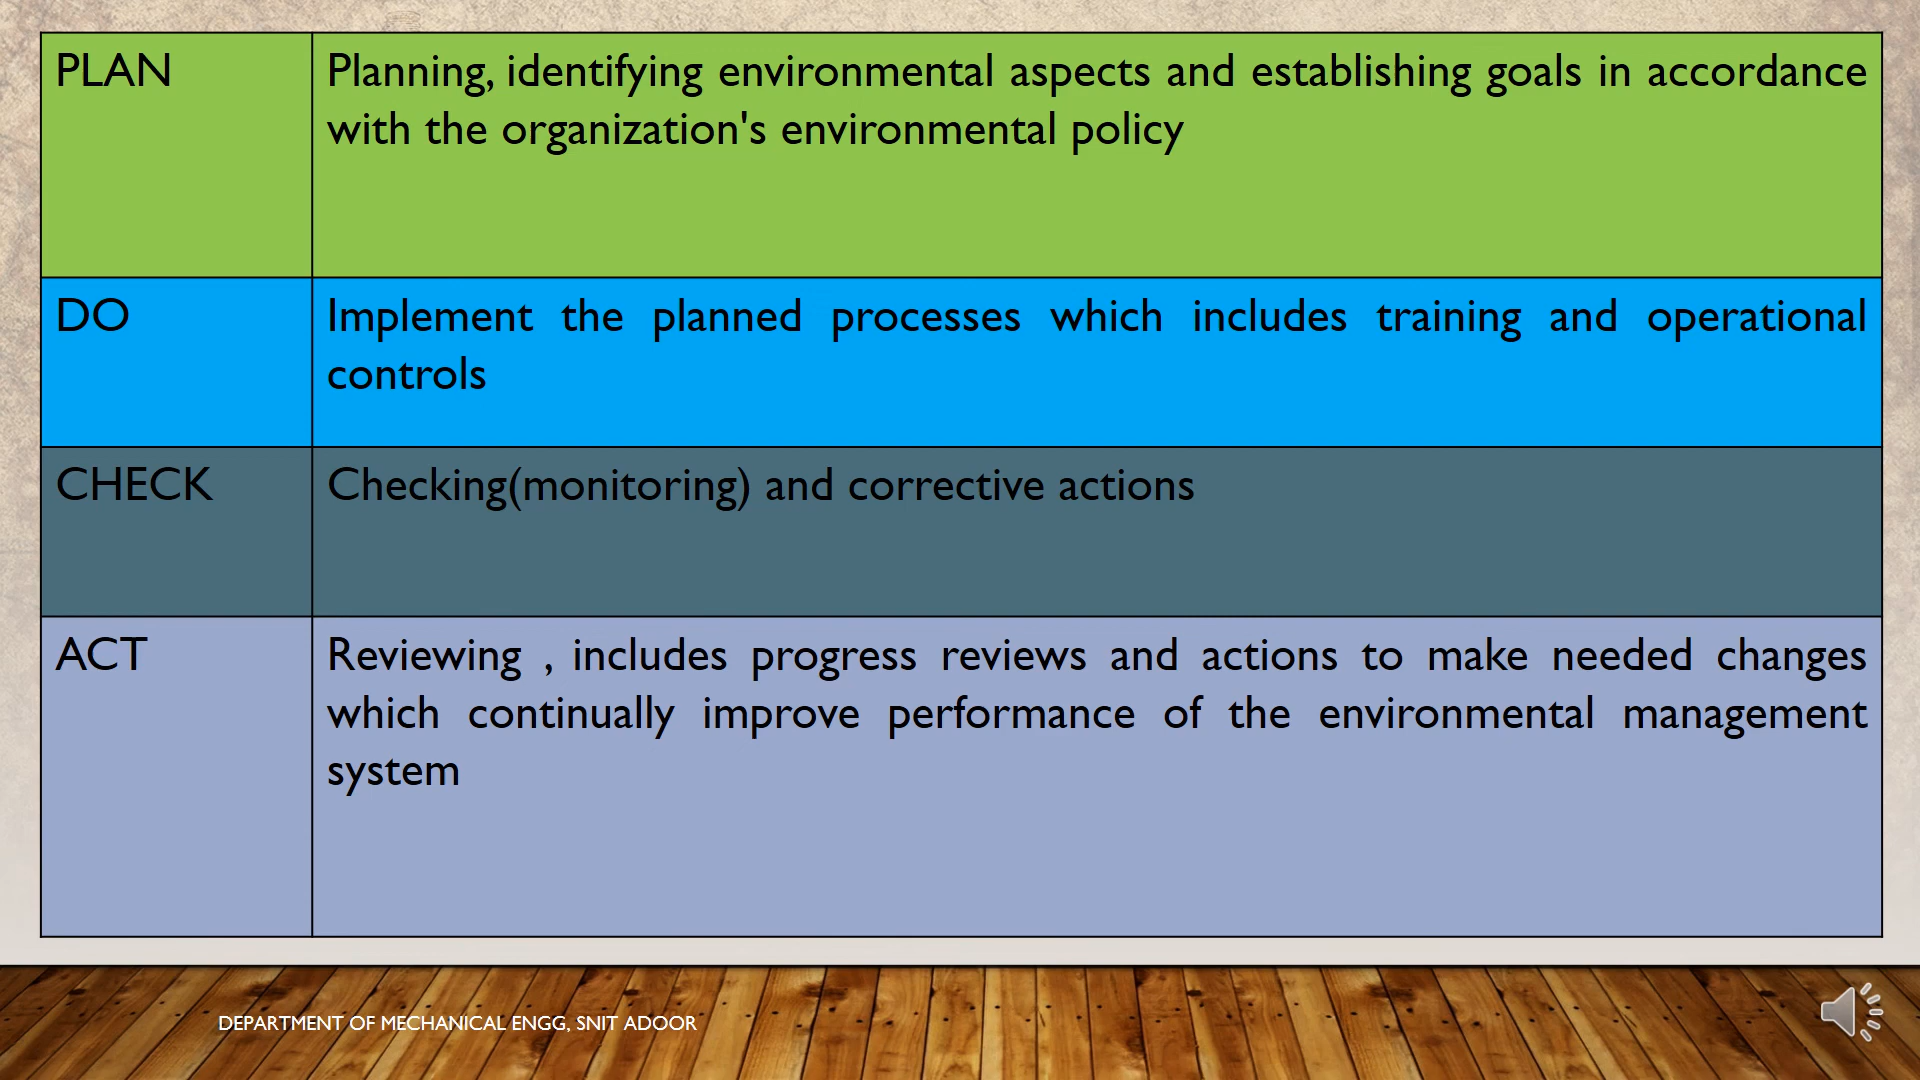 PLAN
Planning, identifying environmental aspects and establishing goals in accordance
with the organization's environmental policy
DO
Implement the planned processes which includes training and operational
controls
CHECK
Checking(monitoring) and corrective actions
ACT
Reviewing , includes progress reviews and actions to make needed changes
which continually improve performance of the environmental management
system
DEPARTMENT OF MECHANICAL ENGG, SNIT ADOOR